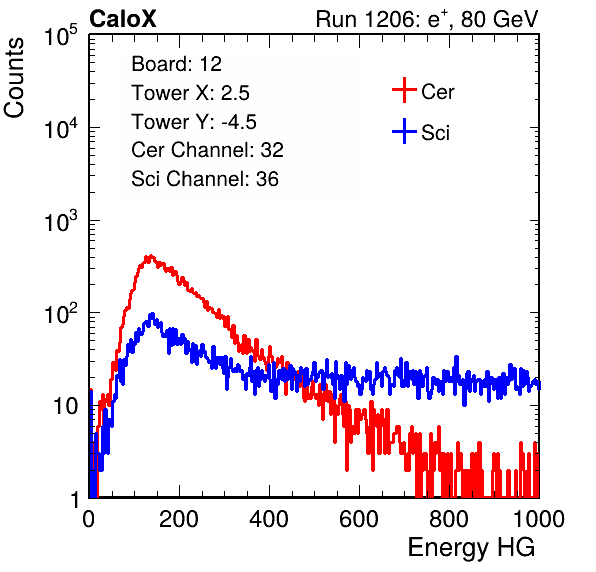 CaloX Run 1206: e⁺, 80 GeV
Counts
Board: 12
Tower X: 2.5
Tower Y: -4.5
Cer Channel: 32
Sci Channel: 36
Cer
Sci
10⁵
10⁴
10³
10²
10
1
0 200 400 600 800 1000
Energy HG